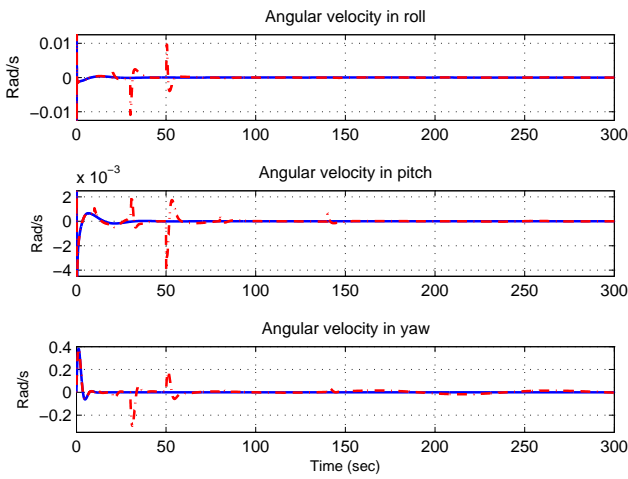 Angular velocity in roll
0.01
0
−0.01
Rad/s
0 50 100 150 200 250 300
x 10⁻³
Angular velocity in pitch
2
0
−2
−4
Rad/s
0 50 100 150 200 250 300
Angular velocity in yaw
0.4
0.2
0
−0.2
Rad/s
0 50 100 150 200 250 300
Time (sec)